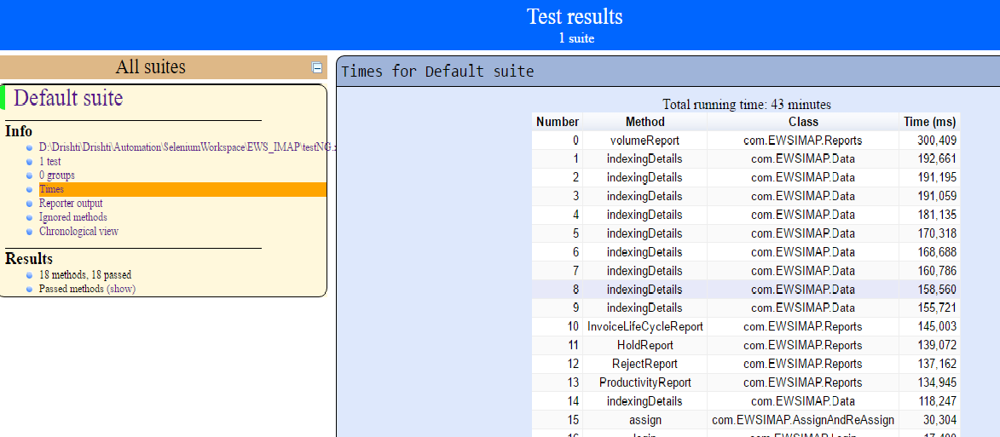 Test results
1 suite
All suites
Default suite
Info
D:\Drishti\Drishti\Automation\SeleniumWorkspace\EWS_IMAP\testNG.
1 test
0 groups
Times
Reporter output
Ignored methods
Chronological view
Results
18 methods, 18 passed
Passed methods (show)
Times for Default suite
Total running time: 43 minutes
Number Method Class Time (ms)
0 volumeReport com.EWSIMAP.Reports 300,409
1 indexingDetails com.EWSIMAP.Data 192,661
2 indexingDetails com.EWSIMAP.Data 191,195
3 indexingDetails com.EWSIMAP.Data 191,059
4 indexingDetails com.EWSIMAP.Data 181,135
5 indexingDetails com.EWSIMAP.Data 170,318
6 indexingDetails com.EWSIMAP.Data 168,688
7 indexingDetails com.EWSIMAP.Data 160,786
8 indexingDetails com.EWSIMAP.Data 158,560
9 indexingDetails com.EWSIMAP.Data 155,721
10 InvoiceLifeCycleReport com.EWSIMAP.Reports 145,003
11 HoldReport com.EWSIMAP.Reports 139,072
12 RejectReport com.EWSIMAP.Reports 137,162
13 ProductivityReport com.EWSIMAP.Reports 134,945
14 indexingDetails com.EWSIMAP.Data 118,247
15 assign com.EWSIMAP.AssignAndReAssign 30,304